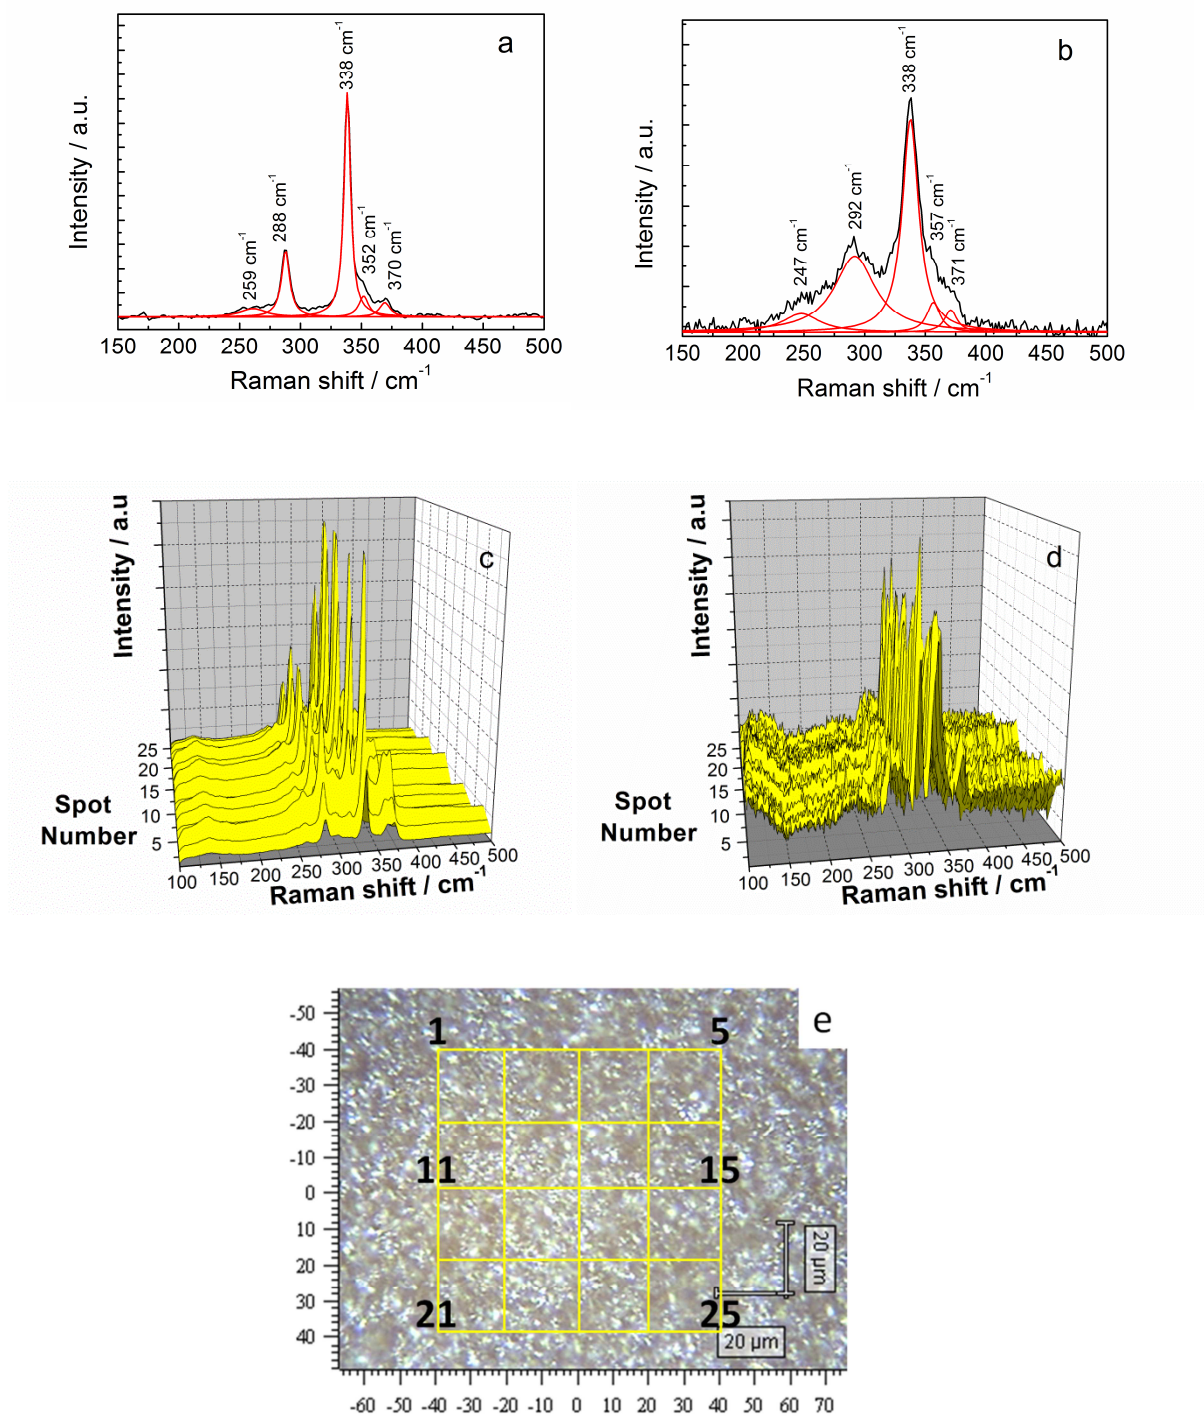 a
Intensity / a.u.
259 cm⁻¹
288 cm⁻¹
338 cm⁻¹
352 cm⁻¹
370 cm⁻¹
150 200 250 300 350 400 450 500
Raman shift / cm⁻¹
b
Intensity / a.u.
247 cm⁻¹
292 cm⁻¹
338 cm⁻¹
357 cm⁻¹
371 cm⁻¹
150 200 250 300 350 400 450 500
Raman shift / cm⁻¹
c
Intensity / a.u
25
20
15
10
5
Spot
Number
100 150 200 250 300 350 400 450 500
Raman shift / cm⁻¹
d
Intensity / a.u
25
20
15
10
5
Spot
Number
100 150 200 250 300 350 400 450 500
Raman shift / cm⁻¹
e
-50
-40
-30
-20
-10
0
10
20
30
40
1 5
11 15
21 25
20 µm
20 µm
-60 -50 -40 -30 -20 -10 0 10 20 30 40 50 60 70